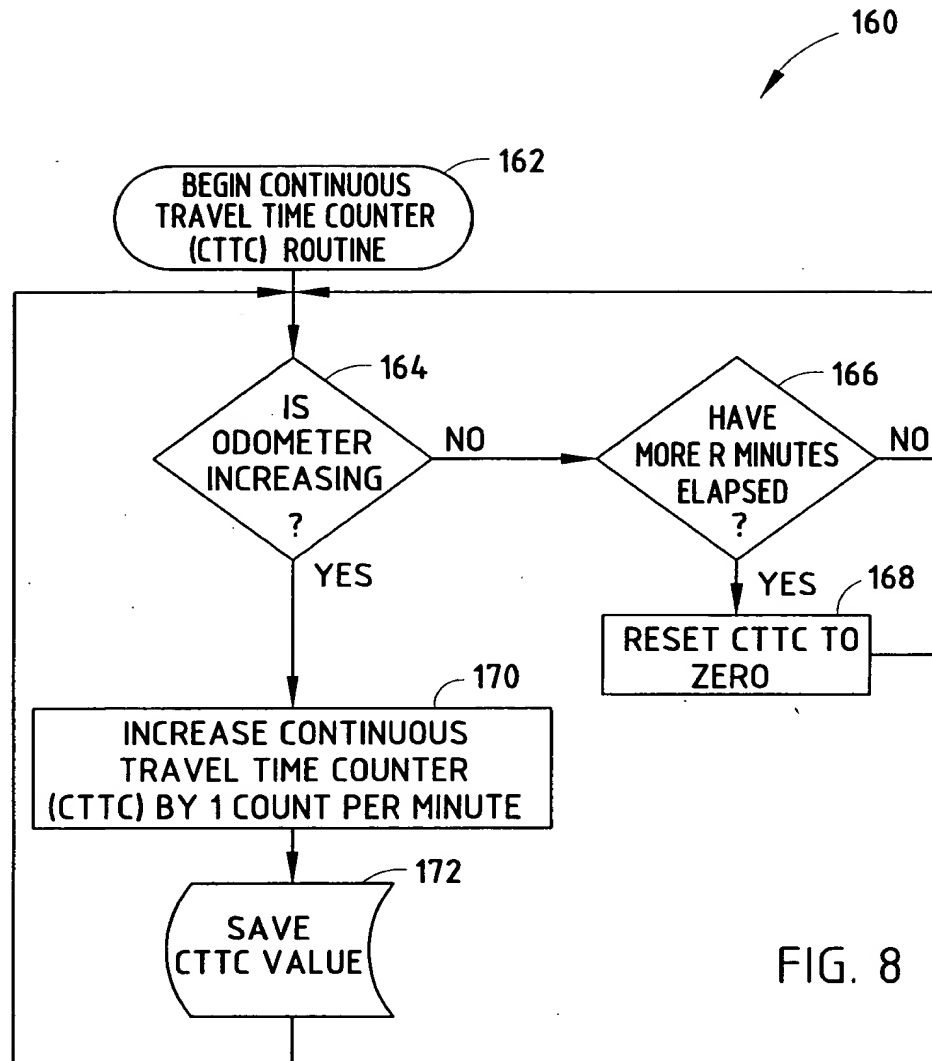 160
162
BEGIN CONTINUOUS
TRAVEL TIME COUNTER
(CTTC) ROUTINE
164
IS
ODOMETER
INCREASING
?
NO
YES
166
HAVE
MORE R MINUTES
ELAPSED
?
NO
YES
168
RESET CTTC TO
ZERO
170
INCREASE CONTINUOUS
TRAVEL TIME COUNTER
(CTTC) BY 1 COUNT PER MINUTE
172
SAVE
CTTC VALUE
FIG. 8